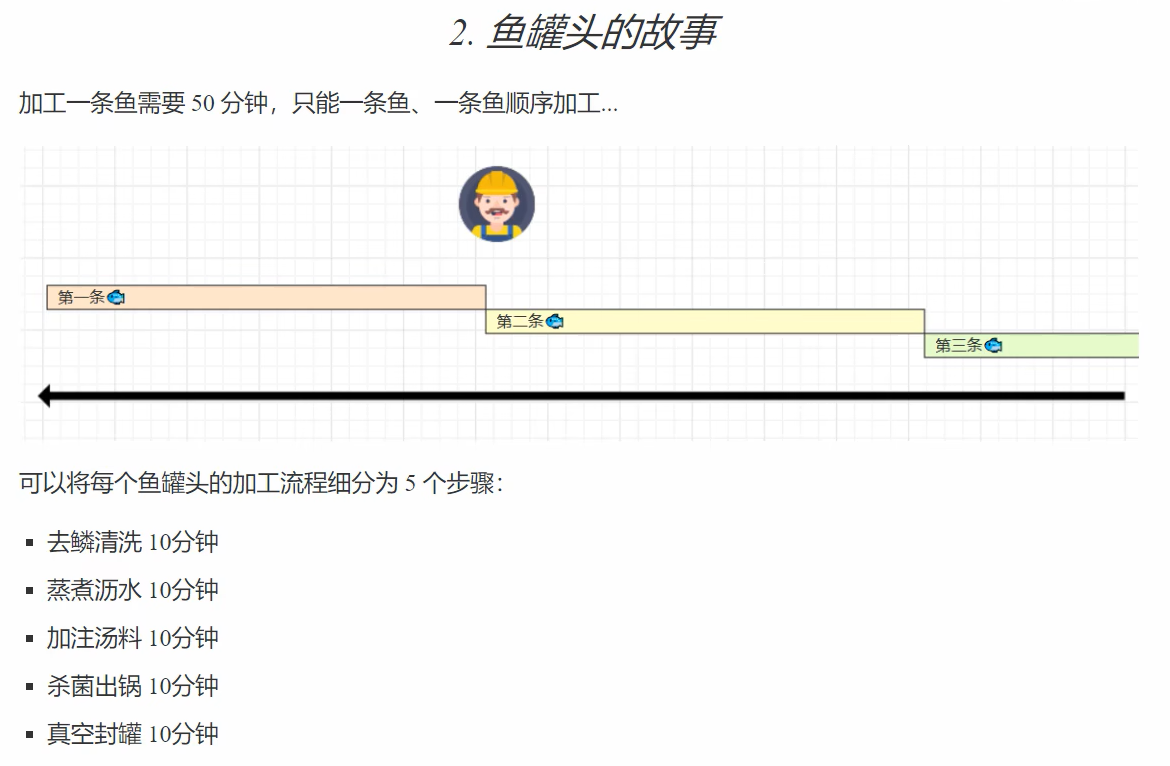 2. 鱼罐头的故事
加工一条鱼需要 50 分钟，只能一条鱼、一条鱼顺序加工...
第一条🐟
第二条🐟
第三条🐟
可以将每个鱼罐头的加工流程细分为 5 个步骤：
▪ 去鳞清洗 10分钟
▪ 蒸煮沥水 10分钟
▪ 加注汤料 10分钟
▪ 杀菌出锅 10分钟
▪ 真空封罐 10分钟